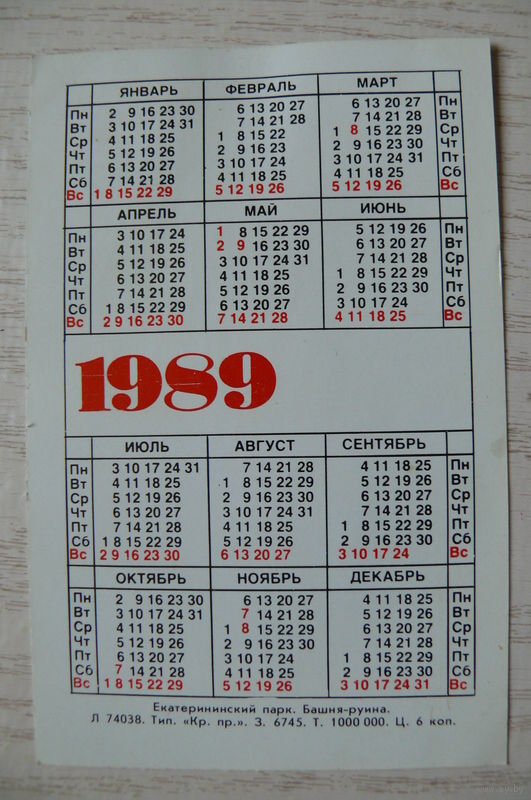 ЯНВАРЬ ФЕВРАЛЬ МАРТ
Пн 2 9 16 23 30 6 13 20 27 6 13 20 27 Пн
Вт 3 10 17 24 31 7 14 21 28 7 14 21 28 Вт
Ср 4 11 18 25 1 8 15 22 1 8 15 22 29 Ср
Чт 5 12 19 26 2 9 16 23 2 9 16 23 30 Чт
Пт 6 13 20 27 3 10 17 24 3 10 17 24 31 Пт
Сб 7 14 21 28 4 11 18 25 4 11 18 25 Сб
Вс 1 8 15 22 29 5 12 19 26 5 12 19 26 Вс
АПРЕЛЬ МАЙ ИЮНЬ
Пн 3 10 17 24 1 8 15 22 29 5 12 19 26 Пн
Вт 4 11 18 25 2 9 16 23 30 6 13 20 27 Вт
Ср 5 12 19 26 3 10 17 24 31 7 14 21 28 Ср
Чт 6 13 20 27 4 11 18 25 1 8 15 22 29 Чт
Пт 7 14 21 28 5 12 19 26 2 9 16 23 30 Пт
Сб 1 8 15 22 29 6 13 20 27 3 10 17 24 Сб
Вс 2 9 16 23 30 7 14 21 28 4 11 18 25 Вс
1989
ИЮЛЬ АВГУСТ СЕНТЯБРЬ
Пн 3 10 17 24 31 7 14 21 28 4 11 18 25 Пн
Вт 4 11 18 25 1 8 15 22 29 5 12 19 26 Вт
Ср 5 12 19 26 2 9 16 23 30 6 13 20 27 Ср
Чт 6 13 20 27 3 10 17 24 31 7 14 21 28 Чт
Пт 7 14 21 28 4 11 18 25 1 8 15 22 29 Пт
Сб 1 8 15 22 29 5 12 19 26 2 9 16 23 30 Сб
Вс 2 9 16 23 30 6 13 20 27 3 10 17 24 Вс
ОКТЯБРЬ НОЯБРЬ ДЕКАБРЬ
Пн 2 9 16 23 30 6 13 20 27 4 11 18 25 Пн
Вт 3 10 17 24 31 7 14 21 28 5 12 19 26 Вт
Ср 4 11 18 25 1 8 15 22 29 6 13 20 27 Ср
Чт 5 12 19 26 2 9 16 23 30 7 14 21 28 Чт
Пт 6 13 20 27 3 10 17 24 1 8 15 22 29 Пт
Сб 7 14 21 28 4 11 18 25 2 9 16 23 30 Сб
Вс 1 8 15 22 29 5 12 19 26 3 10 17 24 31 Вс
Екатерининский парк. Башня-руина.
Л 74038. Тип. «Кр. пр.». З. 6745. Т. 1000 000. Ц. 6 коп.